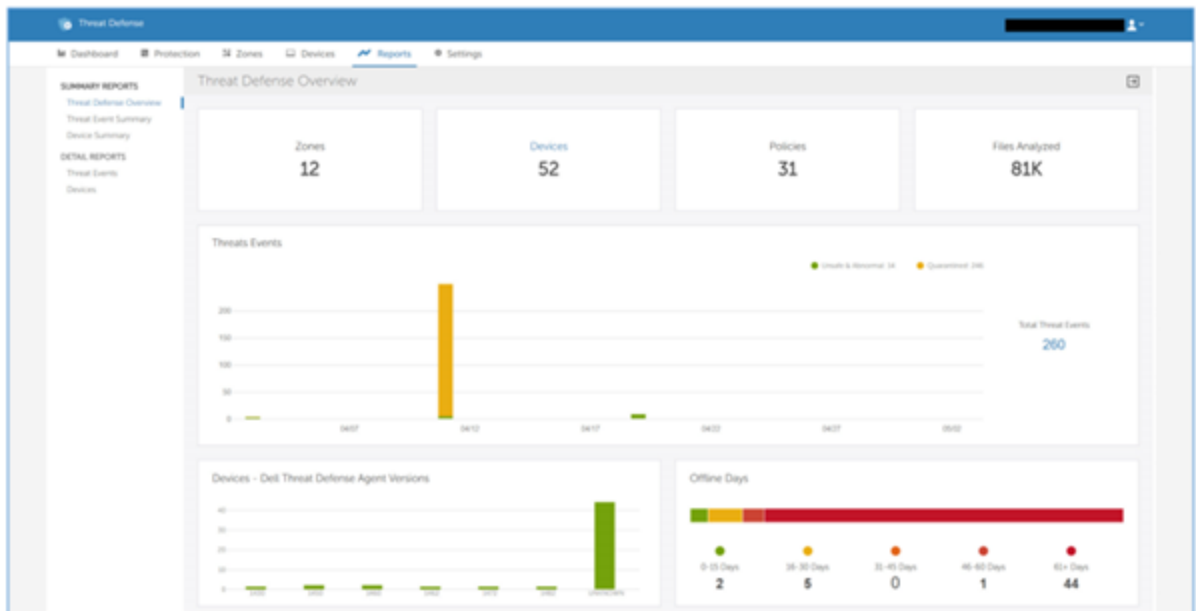 Threat Defense
Dashboard Protection Zones Devices Reports Settings
SUMMARY REPORTS
Threat Defense Overview
Threat Event Summary
Device Summary
DETAIL REPORTS
Threat Events
Devices
Threat Defense Overview
Zones
12
Devices
52
Policies
31
Files Analyzed
81K
Threats Events
Unsafe & Abnormal: 14 Quarantined: 246
200
150
100
50
0
04/07 04/12 04/17 04/22 04/27 05/02
Total Threat Events
260
Devices - Dell Threat Defense Agent Versions
40
30
20
10
0
UNKNOWN
Offline Days
0-15 Days 16-30 Days 31-45 Days 46-60 Days 61+ Days
2 5 0 1 44